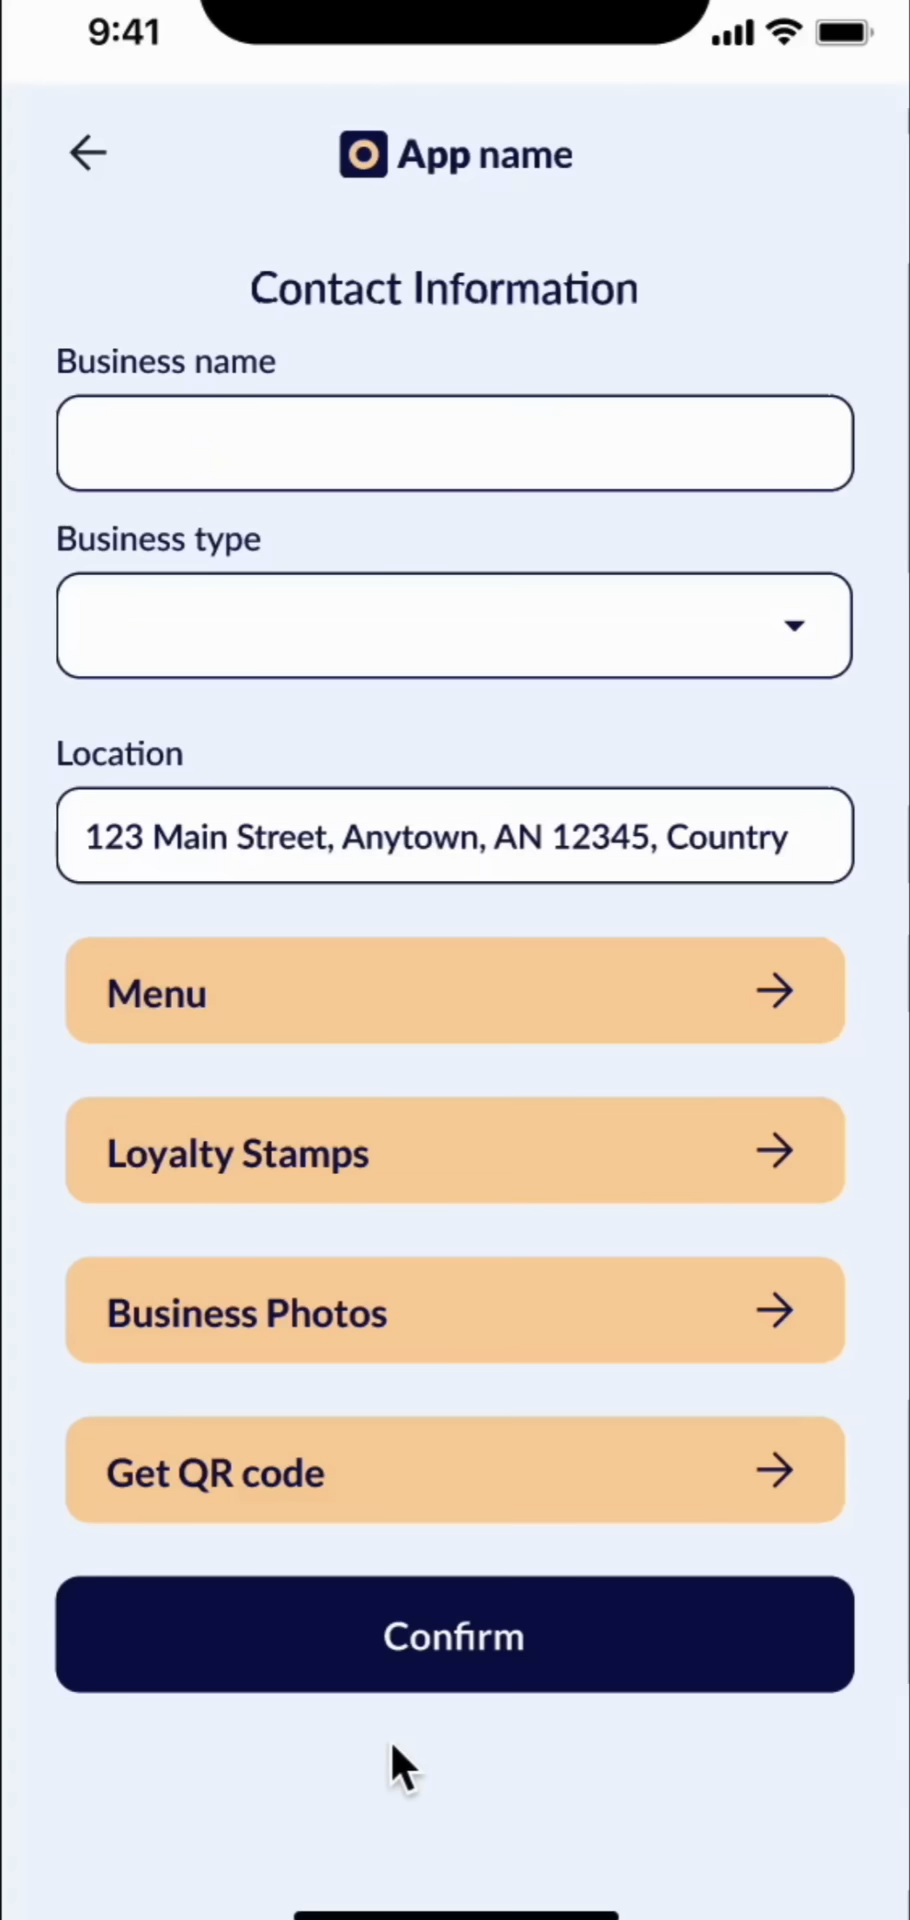 9:41
App name
Contact Information
Business name
Business type
Location
123 Main Street, Anytown, AN 12345, Country
Menu
Loyalty Stamps
Business Photos
Get QR code
Confirm